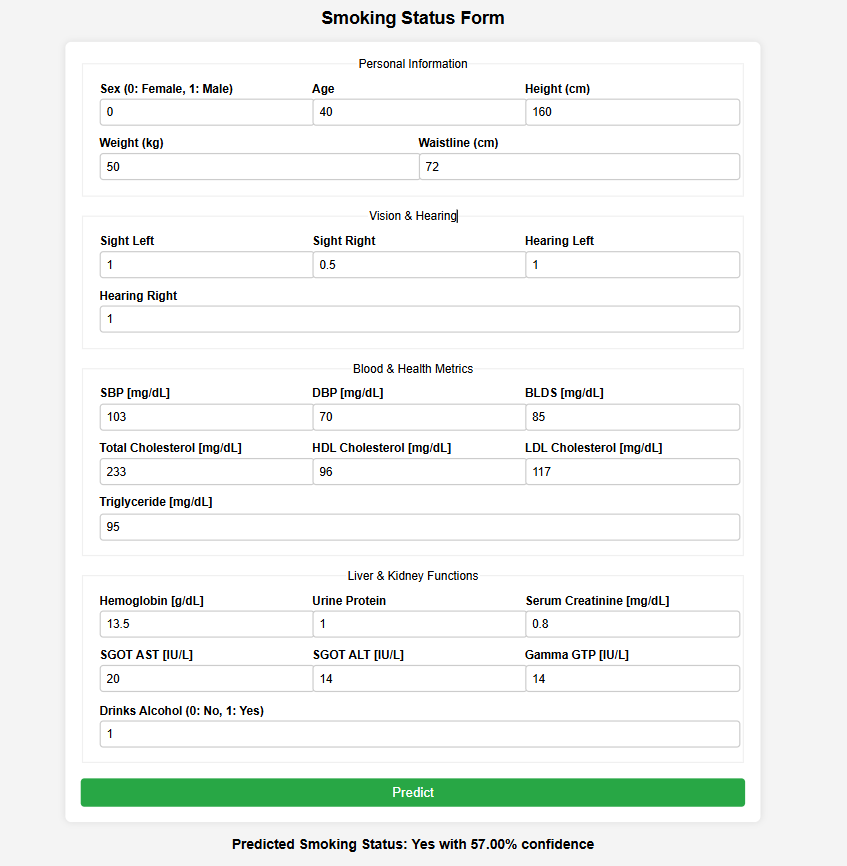 Smoking Status Form
Personal Information
Sex (0: Female, 1: Male) Age Height (cm)
0 40 160
Weight (kg) Waistline (cm)
50 72
Vision & Hearing
Sight Left Sight Right Hearing Left
1 0.5 1
Hearing Right
1
Blood & Health Metrics
SBP [mg/dL] DBP [mg/dL] BLDS [mg/dL]
103 70 85
Total Cholesterol [mg/dL] HDL Cholesterol [mg/dL] LDL Cholesterol [mg/dL]
233 96 117
Triglyceride [mg/dL]
95
Liver & Kidney Functions
Hemoglobin [g/dL] Urine Protein Serum Creatinine [mg/dL]
13.5 1 0.8
SGOT AST [IU/L] SGOT ALT [IU/L] Gamma GTP [IU/L]
20 14 14
Drinks Alcohol (0: No, 1: Yes)
1
Predict
Predicted Smoking Status: Yes with 57.00% confidence